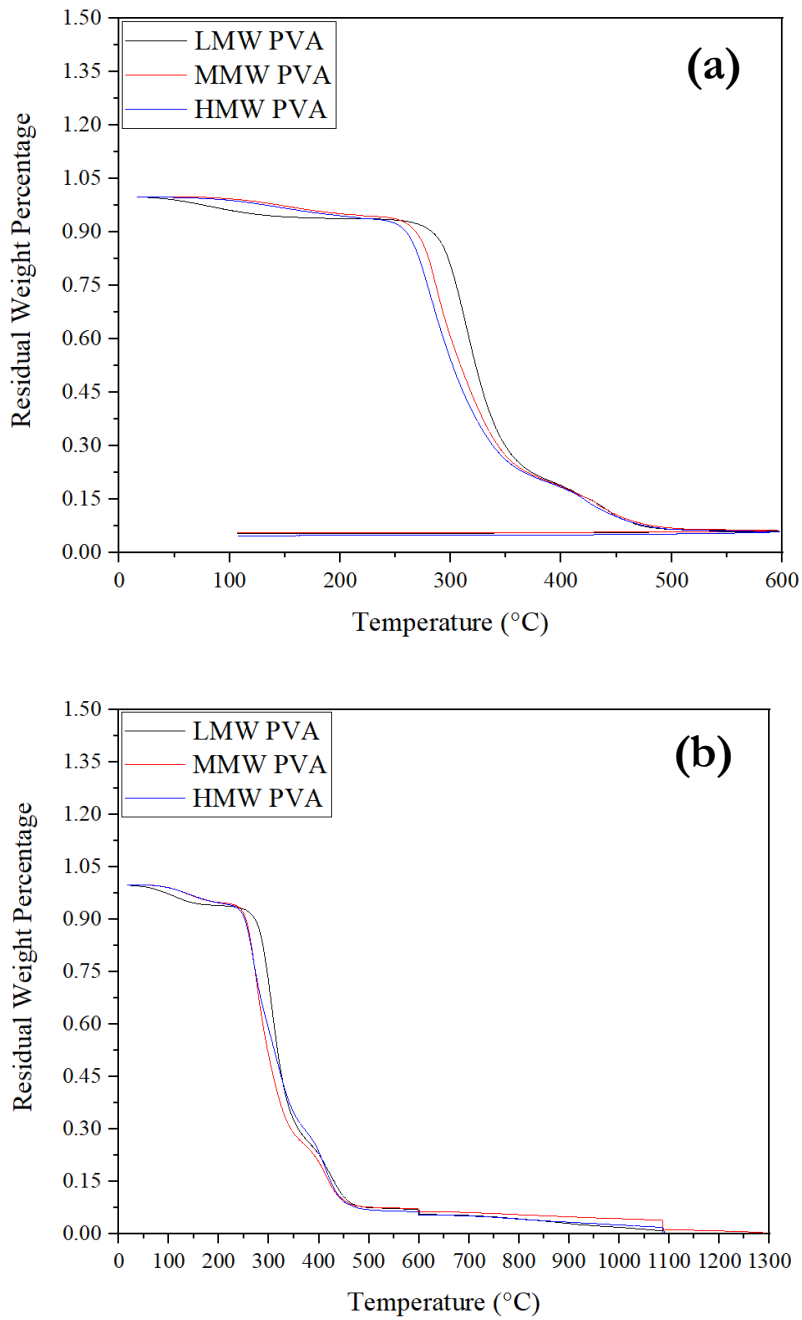 LMW PVA
MMW PVA
HMW PVA
(a)
1.50
1.35
1.20
1.05
0.90
0.75
0.60
0.45
0.30
0.15
0.00
Residual Weight Percentage
0 100 200 300 400 500 600
Temperature (°C)
LMW PVA
MMW PVA
HMW PVA
(b)
1.50
1.35
1.20
1.05
0.90
0.75
0.60
0.45
0.30
0.15
0.00
Residual Weight Percentage
0 100 200 300 400 500 600 700 800 900 1000 1100 1200 1300
Temperature (°C)